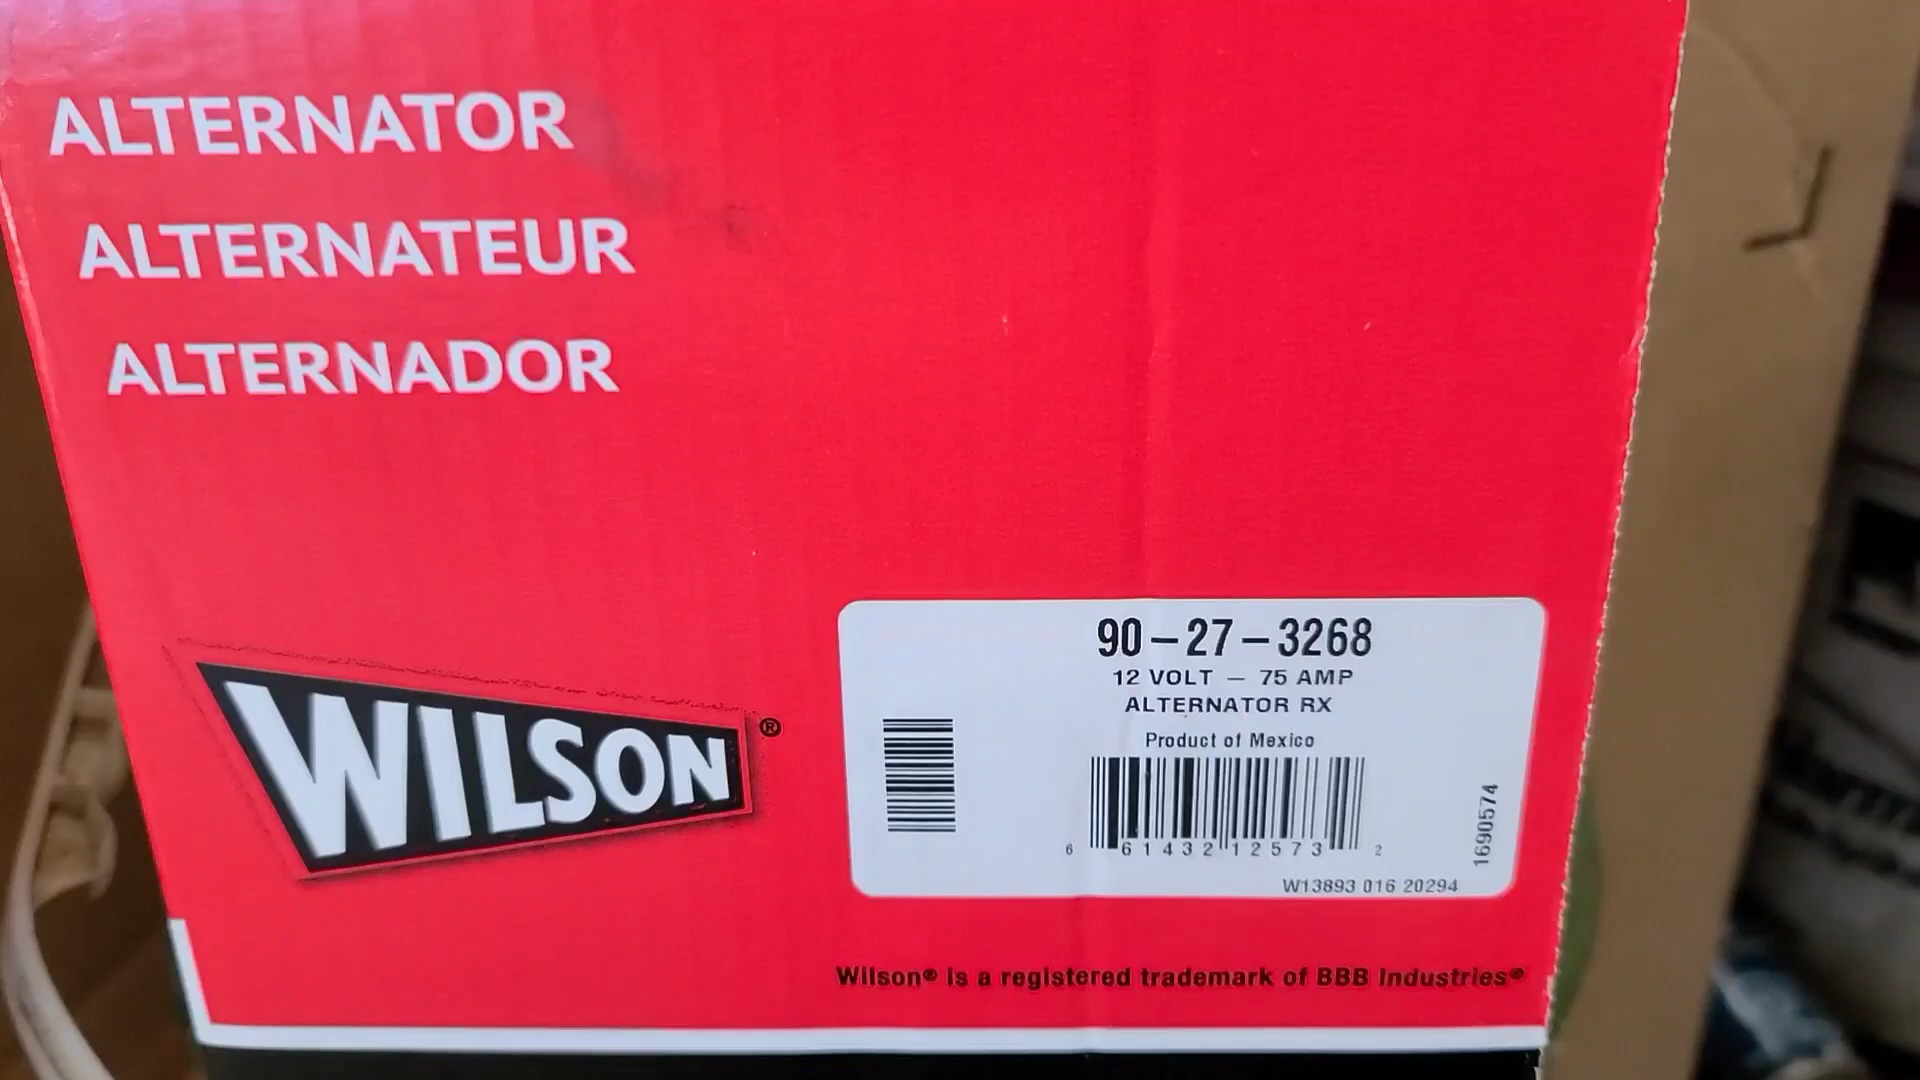 ALTERNATOR
ALTERNATEUR
ALTERNADOR
WILSON®
90-27-3268
12 VOLT – 75 AMP
ALTERNATOR RX
Product of Mexico
6 61432 12573 2
1690574
W13893 016 20294
Wilson® is a registered trademark of BBB Industries®